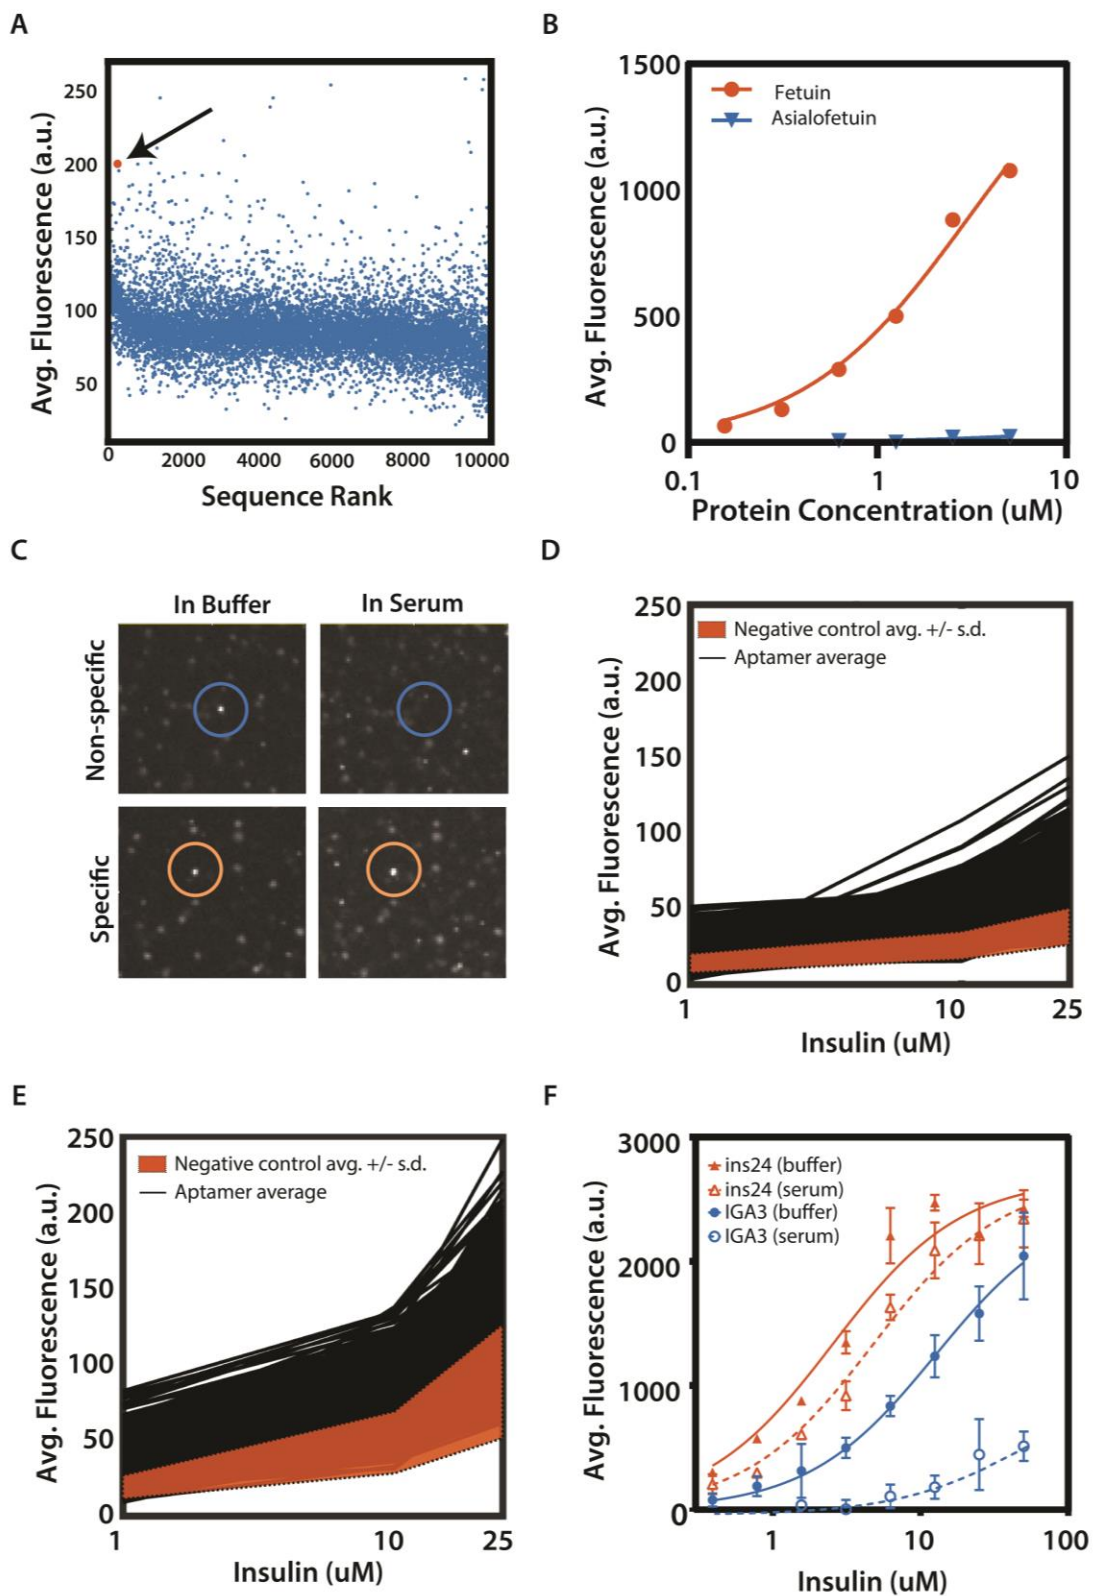 A
Avg. Fluorescence (a.u.)
250
200
150
100
50
0
2000
4000
6000
8000
10000
Sequence Rank
B
Avg. Fluorescence (a.u.)
1500
1000
500
0
Fetuin
Asialofetuin
0.1
1
10
Protein Concentration (uM)
C
In Buffer
In Serum
Non-specific
Specific
D
Avg. Fluorescence (a.u.)
250
200
150
100
50
0
Negative control avg. +/- s.d.
Aptamer average
1
10
25
Insulin (uM)
E
Avg. Fluorescence (a.u.)
250
200
150
100
50
0
Negative control avg. +/- s.d.
Aptamer average
1
10
25
Insulin (uM)
F
Avg. Fluorescence (a.u.)
3000
2000
1000
0
ins24 (buffer)
ins24 (serum)
IGA3 (buffer)
IGA3 (serum)
1
10
100
Insulin (uM)